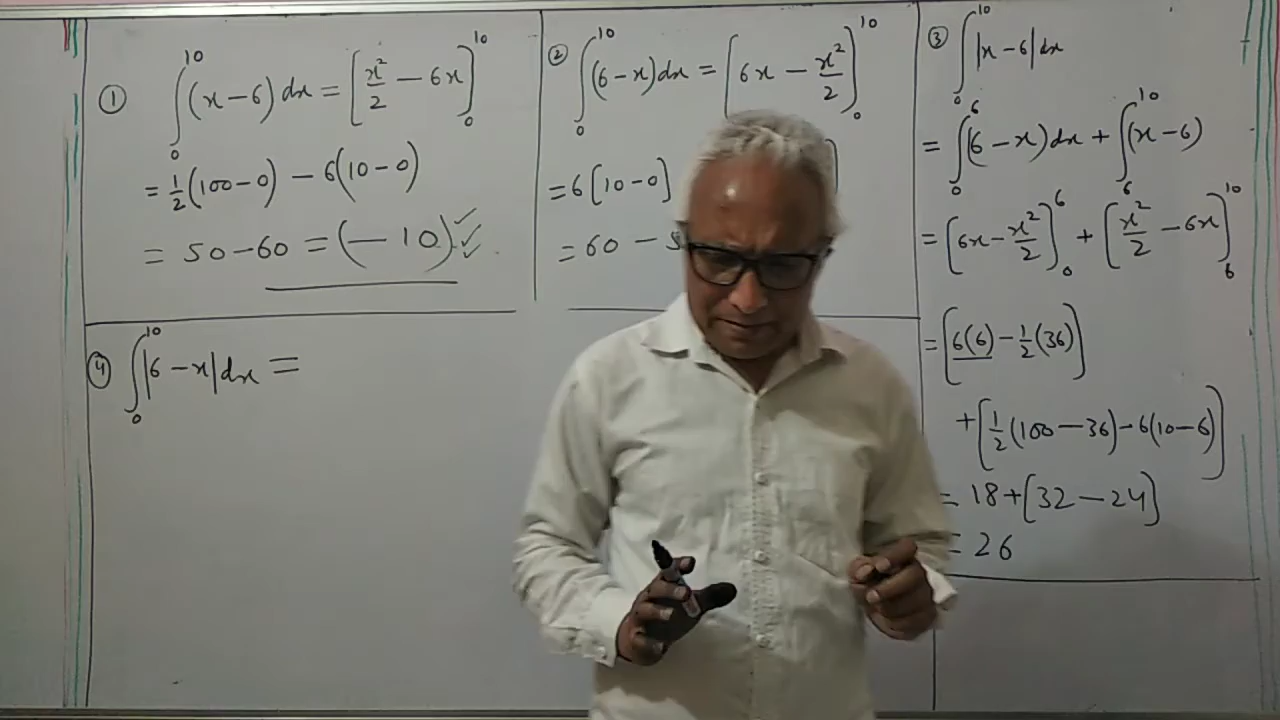 ① ∫₀¹⁰ (x-6) dx = [x²/2 - 6x]₀¹⁰
= 1/2 (100-0) - 6(10-0)
= 50-60 = (-10) ✓✓
② ∫₀¹⁰ (6-x) dx = [6x - x²/2]₀¹⁰
= 6[10-0]
= 60 -
③ ∫₀¹⁰ |x-6| dx
= ∫₀⁶ (6-x) dx + ∫₆¹⁰ (x-6)
= [6x - x²/2]₀⁶ + [x²/2 - 6x]₆¹⁰
= [6(6) - 1/2 (36)]
+ [1/2 (100-36) - 6(10-6)]
= 18 + [32-24]
= 26
④ ∫₀¹⁰ |6-x| dx =